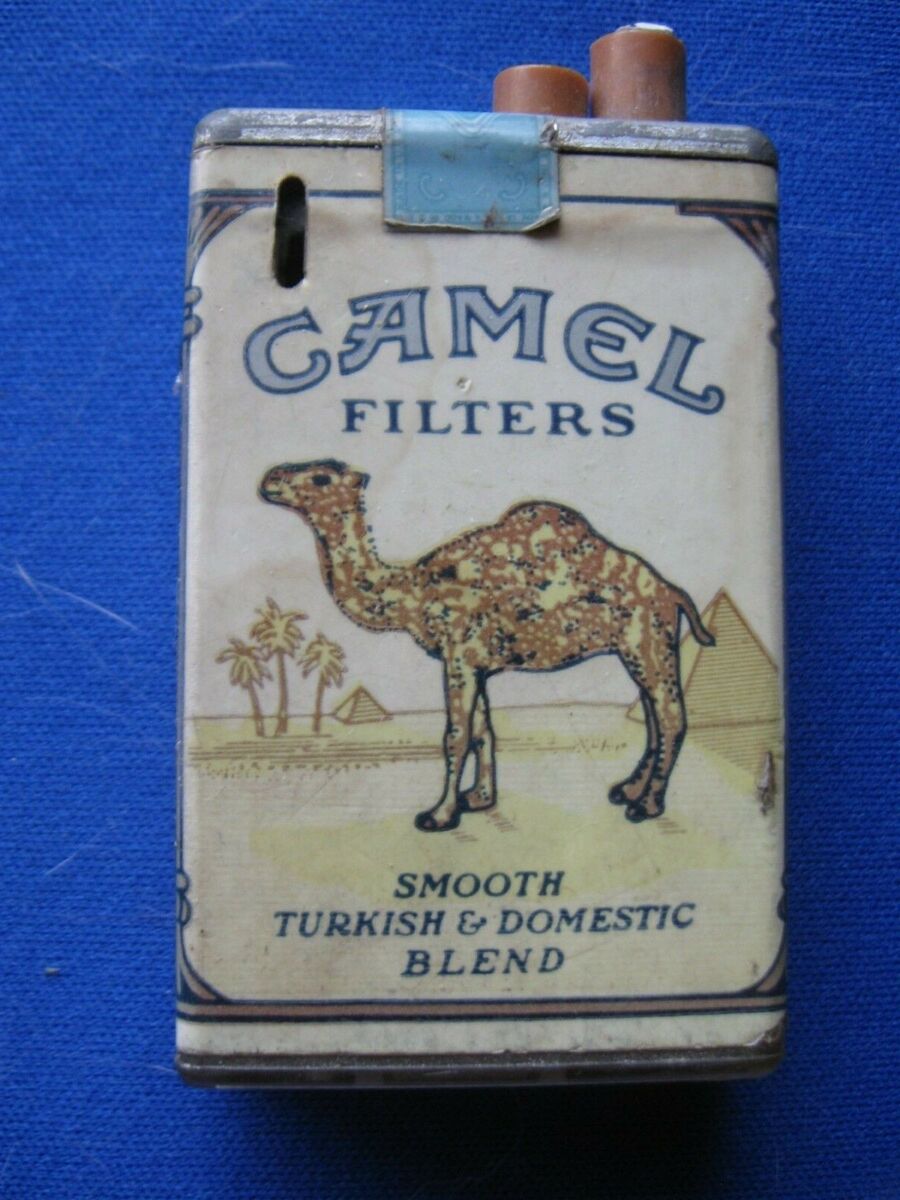 CAMEL
FILTERS
SMOOTH
TURKISH & DOMESTIC
BLEND